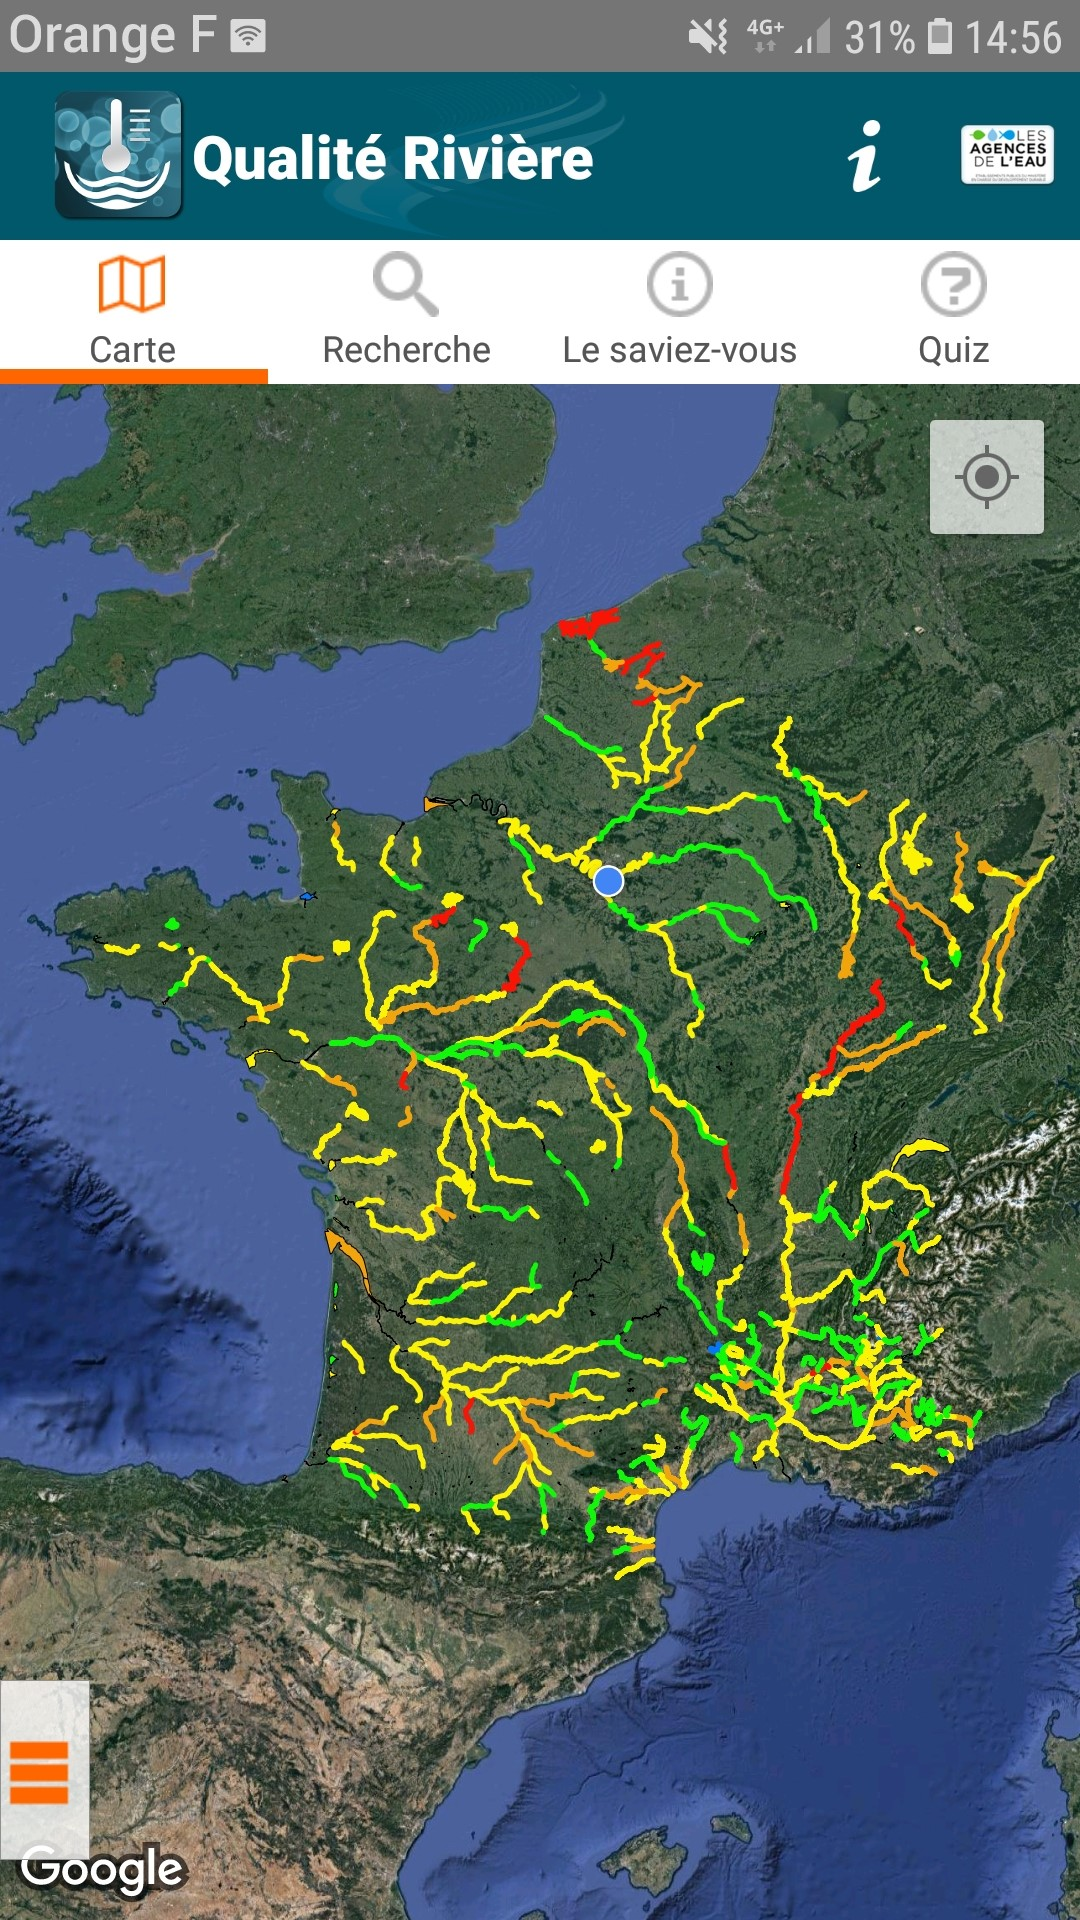 Orange F 4G+ 31% 14:56
Qualité Rivière
LES
AGENCES
DE L'EAU
Carte Recherche Le saviez-vous Quiz
Google